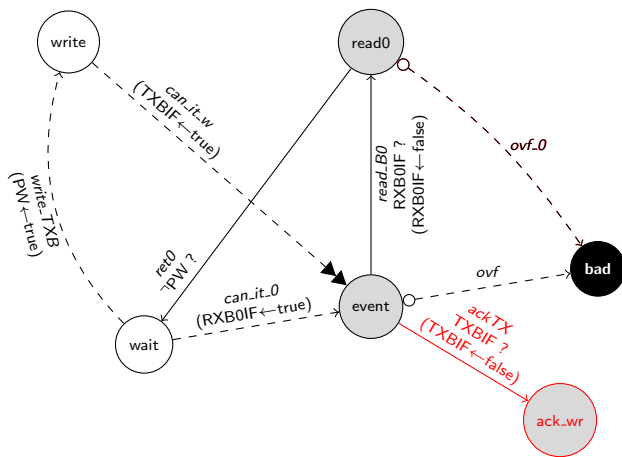 write
read0
can_it_w
(TXBIF←true)
read_B0
RXB0IF ?
(RXB0IF←false)
ovf_0
write_TXB
(PW←true)
ret0
¬PW ?
can_it_0
(RXB0IF←true)
ovf
bad
event
wait
ackTX
TXBIF ?
(TXBIF←false)
ack_wr